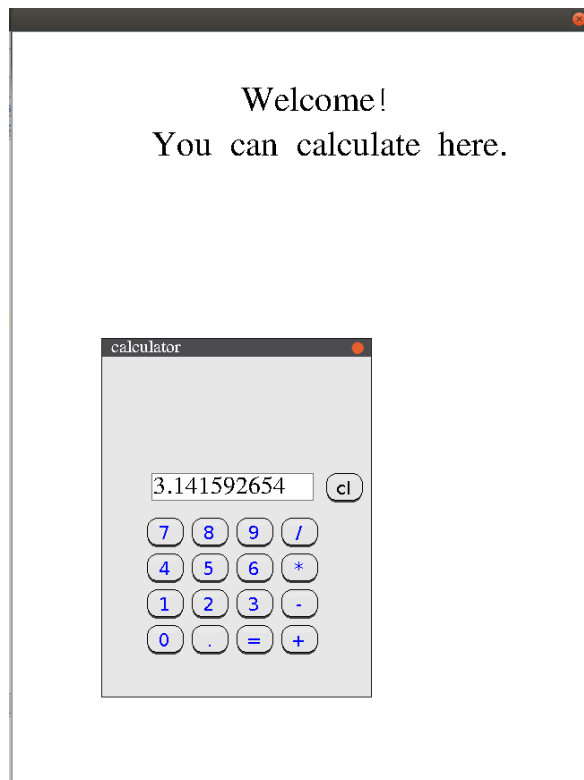 Welcome!
You can calculate here.
calculator
3.141592654 cl
7 8 9 /
4 5 6 *
1 2 3 -
0 . = +